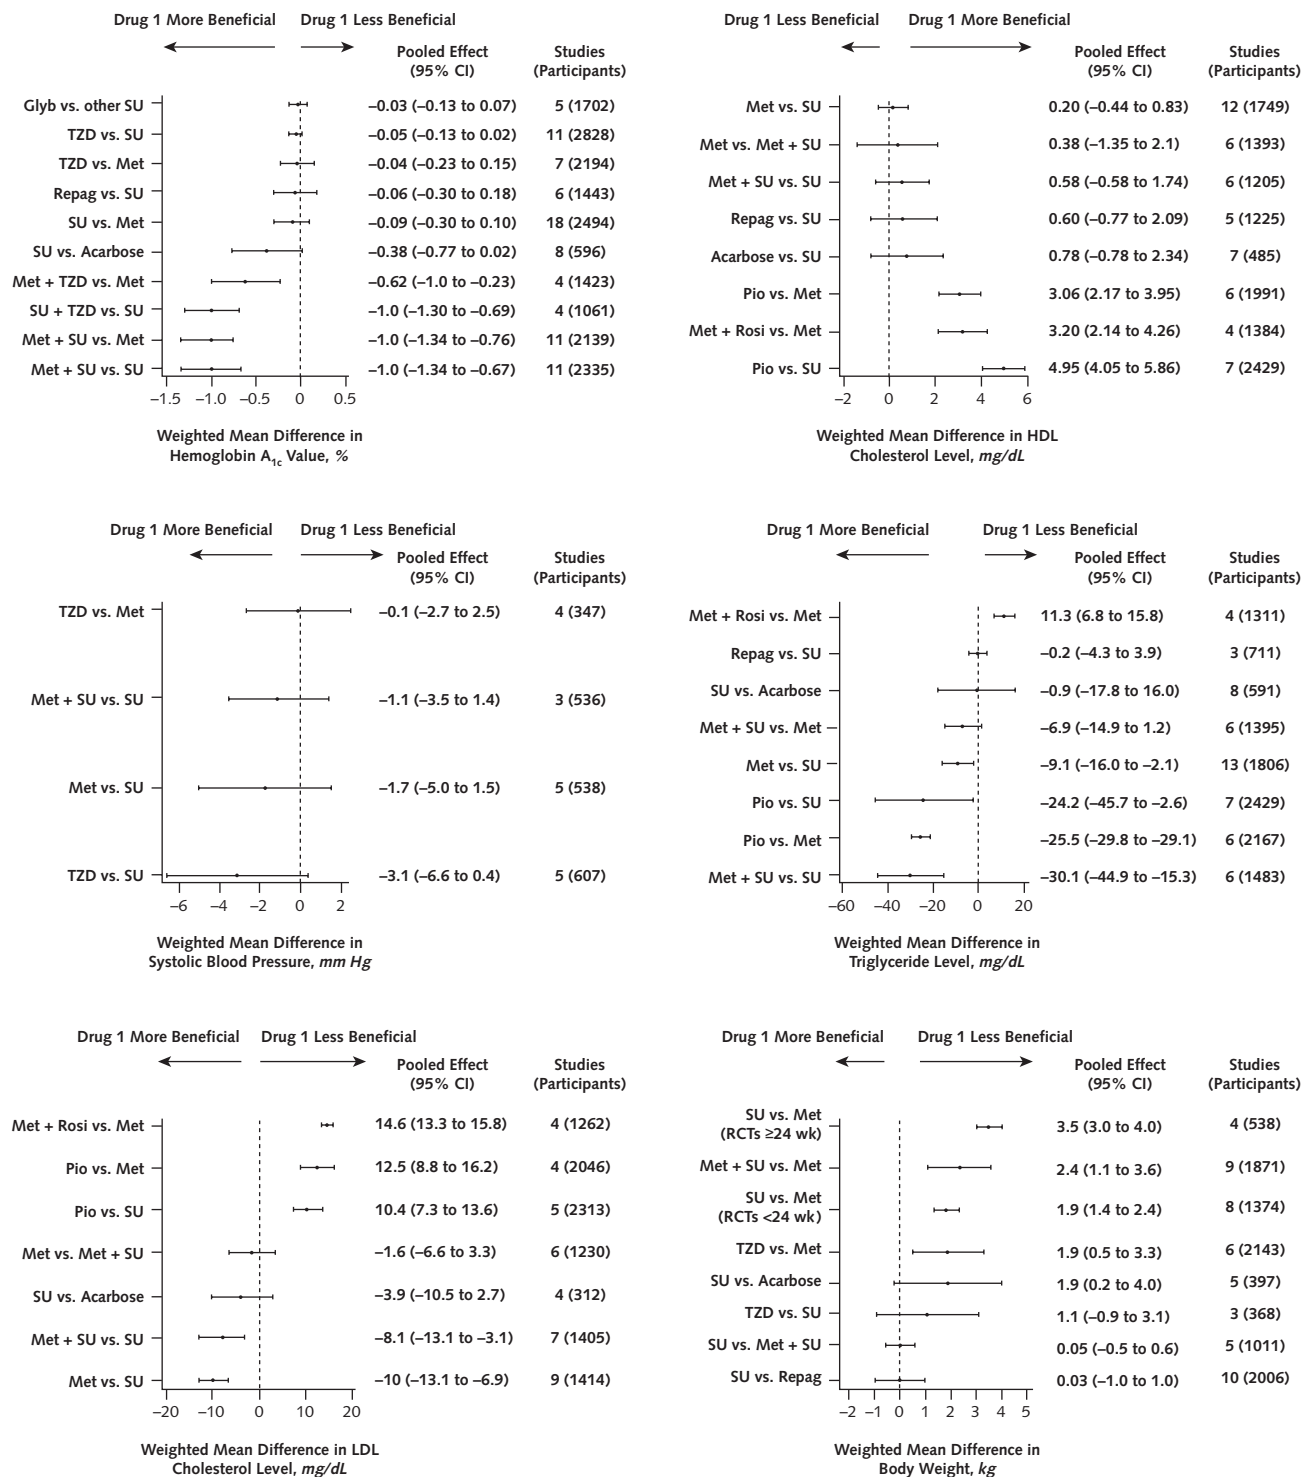 Drug 1 More Beneficial Drug 1 Less Beneficial
Pooled Effect Studies
(95% CI) (Participants)
Glyb vs. other SU –0.03 (–0.13 to 0.07) 5 (1702)
TZD vs. SU –0.05 (–0.13 to 0.02) 11 (2828)
TZD vs. Met –0.04 (–0.23 to 0.15) 7 (2194)
Repag vs. SU –0.06 (–0.30 to 0.18) 6 (1443)
SU vs. Met –0.09 (–0.30 to 0.10) 18 (2494)
SU vs. Acarbose –0.38 (–0.77 to 0.02) 8 (596)
Met + TZD vs. Met –0.62 (–1.0 to –0.23) 4 (1423)
SU + TZD vs. SU –1.0 (–1.30 to –0.69) 4 (1061)
Met + SU vs. Met –1.0 (–1.34 to –0.76) 11 (2139)
Met + SU vs. SU –1.0 (–1.34 to –0.67) 11 (2335)
–1.5 –1.0 –0.5 0 0.5
Weighted Mean Difference in
Hemoglobin A1c Value, %
Drug 1 Less Beneficial Drug 1 More Beneficial
Pooled Effect Studies
(95% CI) (Participants)
Met vs. SU 0.20 (–0.44 to 0.83) 12 (1749)
Met vs. Met + SU 0.38 (–1.35 to 2.1) 6 (1393)
Met + SU vs. SU 0.58 (–0.58 to 1.74) 6 (1205)
Repag vs. SU 0.60 (–0.77 to 2.09) 5 (1225)
Acarbose vs. SU 0.78 (–0.78 to 2.34) 7 (485)
Pio vs. Met 3.06 (2.17 to 3.95) 6 (1991)
Met + Rosi vs. Met 3.20 (2.14 to 4.26) 4 (1384)
Pio vs. SU 4.95 (4.05 to 5.86) 7 (2429)
–2 0 2 4 6
Weighted Mean Difference in HDL
Cholesterol Level, mg/dL
Drug 1 More Beneficial Drug 1 Less Beneficial
Pooled Effect Studies
(95% CI) (Participants)
TZD vs. Met –0.1 (–2.7 to 2.5) 4 (347)
Met + SU vs. SU –1.1 (–3.5 to 1.4) 3 (536)
Met vs. SU –1.7 (–5.0 to 1.5) 5 (538)
TZD vs. SU –3.1 (–6.6 to 0.4) 5 (607)
–6 –4 –2 0 2
Weighted Mean Difference in
Systolic Blood Pressure, mm Hg
Drug 1 More Beneficial Drug 1 Less Beneficial
Pooled Effect Studies
(95% CI) (Participants)
Met + Rosi vs. Met 11.3 (6.8 to 15.8) 4 (1311)
Repag vs. SU –0.2 (–4.3 to 3.9) 3 (711)
SU vs. Acarbose –0.9 (–17.8 to 16.0) 8 (591)
Met + SU vs. Met –6.9 (–14.9 to 1.2) 6 (1395)
Met vs. SU –9.1 (–16.0 to –2.1) 13 (1806)
Pio vs. SU –24.2 (–45.7 to –2.6) 7 (2429)
Pio vs. Met –25.5 (–29.8 to –29.1) 6 (2167)
Met + SU vs. SU –30.1 (–44.9 to –15.3) 6 (1483)
–60 –40 –20 0 20
Weighted Mean Difference in
Triglyceride Level, mg/dL
Drug 1 More Beneficial Drug 1 Less Beneficial
Pooled Effect Studies
(95% CI) (Participants)
Met + Rosi vs. Met 14.6 (13.3 to 15.8) 4 (1262)
Pio vs. Met 12.5 (8.8 to 16.2) 4 (2046)
Pio vs. SU 10.4 (7.3 to 13.6) 5 (2313)
Met vs. Met + SU –1.6 (–6.6 to 3.3) 6 (1230)
SU vs. Acarbose –3.9 (–10.5 to 2.7) 4 (312)
Met + SU vs. SU –8.1 (–13.1 to –3.1) 7 (1405)
Met vs. SU –10 (–13.1 to –6.9) 9 (1414)
–20 –10 0 10 20
Weighted Mean Difference in LDL
Cholesterol Level, mg/dL
Drug 1 More Beneficial Drug 1 Less Beneficial
Pooled Effect Studies
(95% CI) (Participants)
SU vs. Met
(RCTs ≥24 wk) 3.5 (3.0 to 4.0) 4 (538)
Met + SU vs. Met 2.4 (1.1 to 3.6) 9 (1871)
SU vs. Met
(RCTs <24 wk) 1.9 (1.4 to 2.4) 8 (1374)
TZD vs. Met 1.9 (0.5 to 3.3) 6 (2143)
SU vs. Acarbose 1.9 (0.2 to 4.0) 5 (397)
TZD vs. SU 1.1 (–0.9 to 3.1) 3 (368)
SU vs. Met + SU 0.05 (–0.5 to 0.6) 5 (1011)
SU vs. Repag 0.03 (–1.0 to 1.0) 10 (2006)
–2 –1 0 1 2 3 4 5
Weighted Mean Difference in
Body Weight, kg